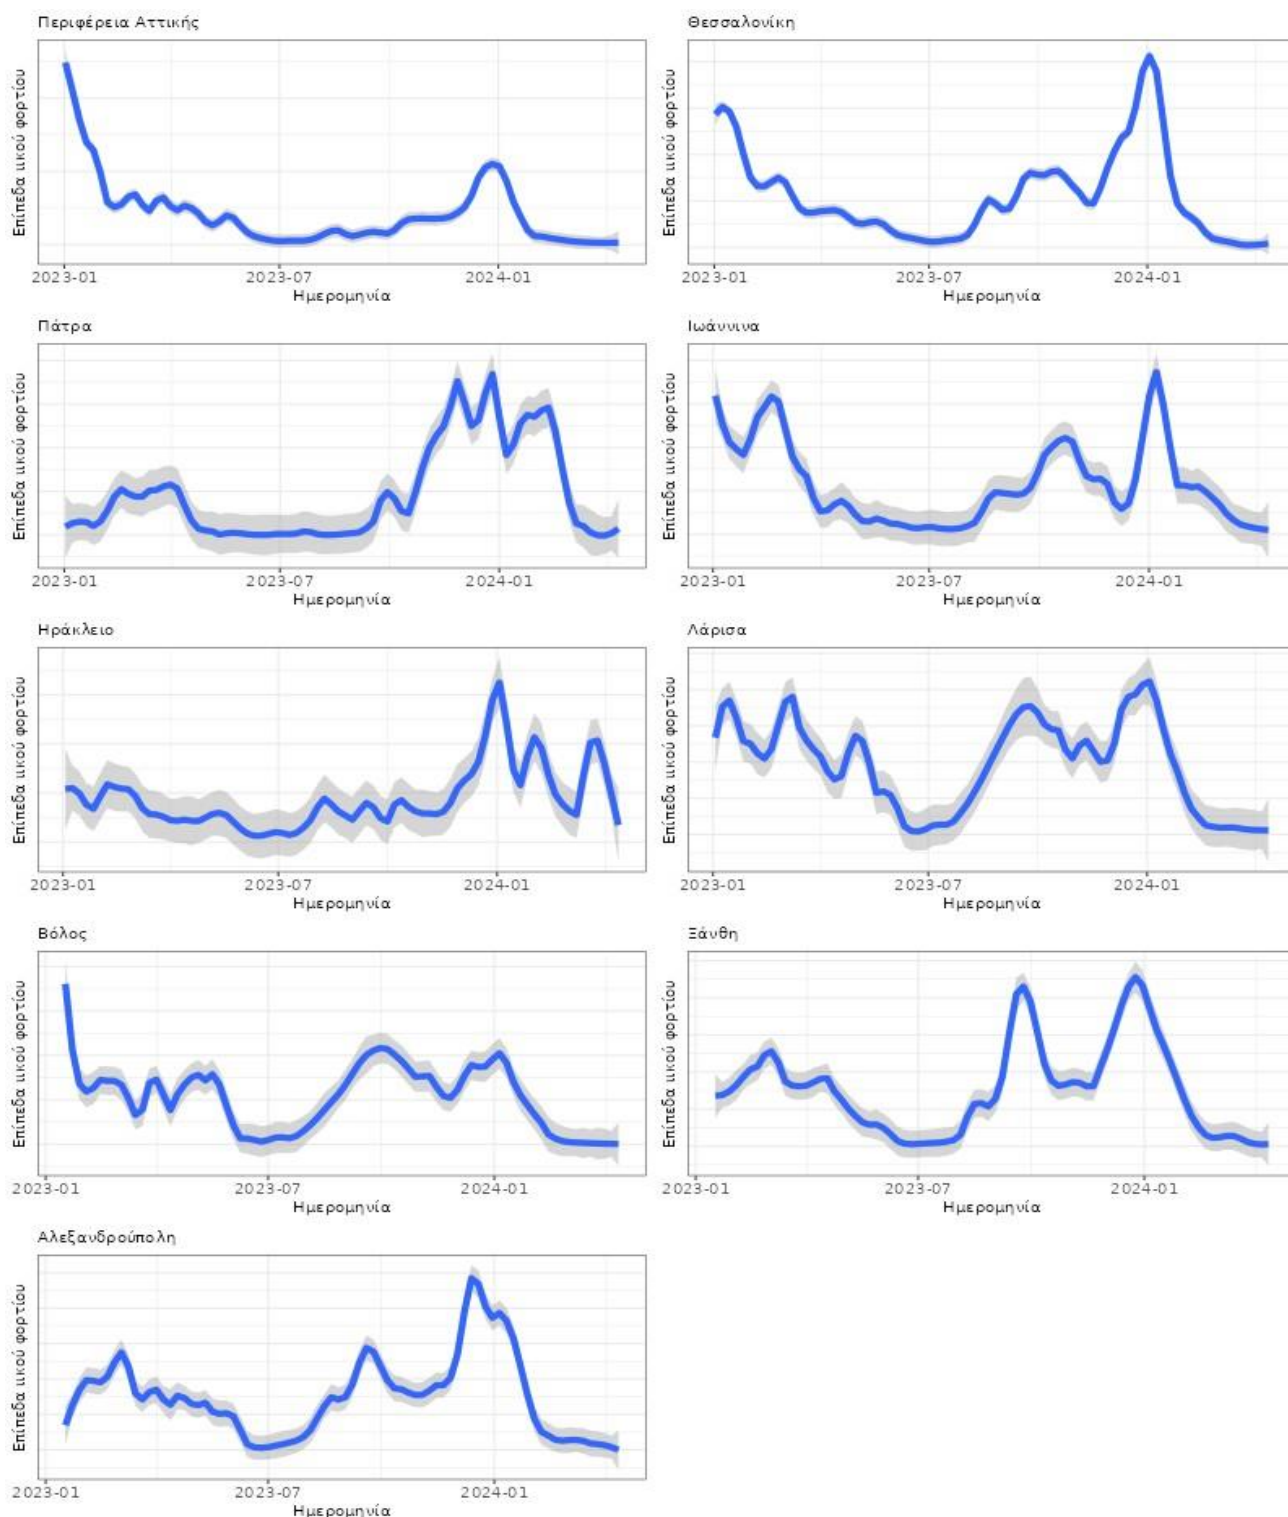 Περιφέρεια Αττικής
Επίπεδα ιικού φορτίου
2023-01 2023-07 2024-01
Ημερομηνία
Θεσσαλονίκη
Επίπεδα ιικού φορτίου
2023-01 2023-07 2024-01
Ημερομηνία
Πάτρα
Επίπεδα ιικού φορτίου
2023-01 2023-07 2024-01
Ημερομηνία
Ιωάννινα
Επίπεδα ιικού φορτίου
2023-01 2023-07 2024-01
Ημερομηνία
Ηράκλειο
Επίπεδα ιικού φορτίου
2023-01 2023-07 2024-01
Ημερομηνία
Λάρισα
Επίπεδα ιικού φορτίου
2023-01 2023-07 2024-01
Ημερομηνία
Βόλος
Επίπεδα ιικού φορτίου
2023-01 2023-07 2024-01
Ημερομηνία
Ξάνθη
Επίπεδα ιικού φορτίου
2023-01 2023-07 2024-01
Ημερομηνία
Αλεξανδρούπολη
Επίπεδα ιικού φορτίου
2023-01 2023-07 2024-01
Ημερομηνία